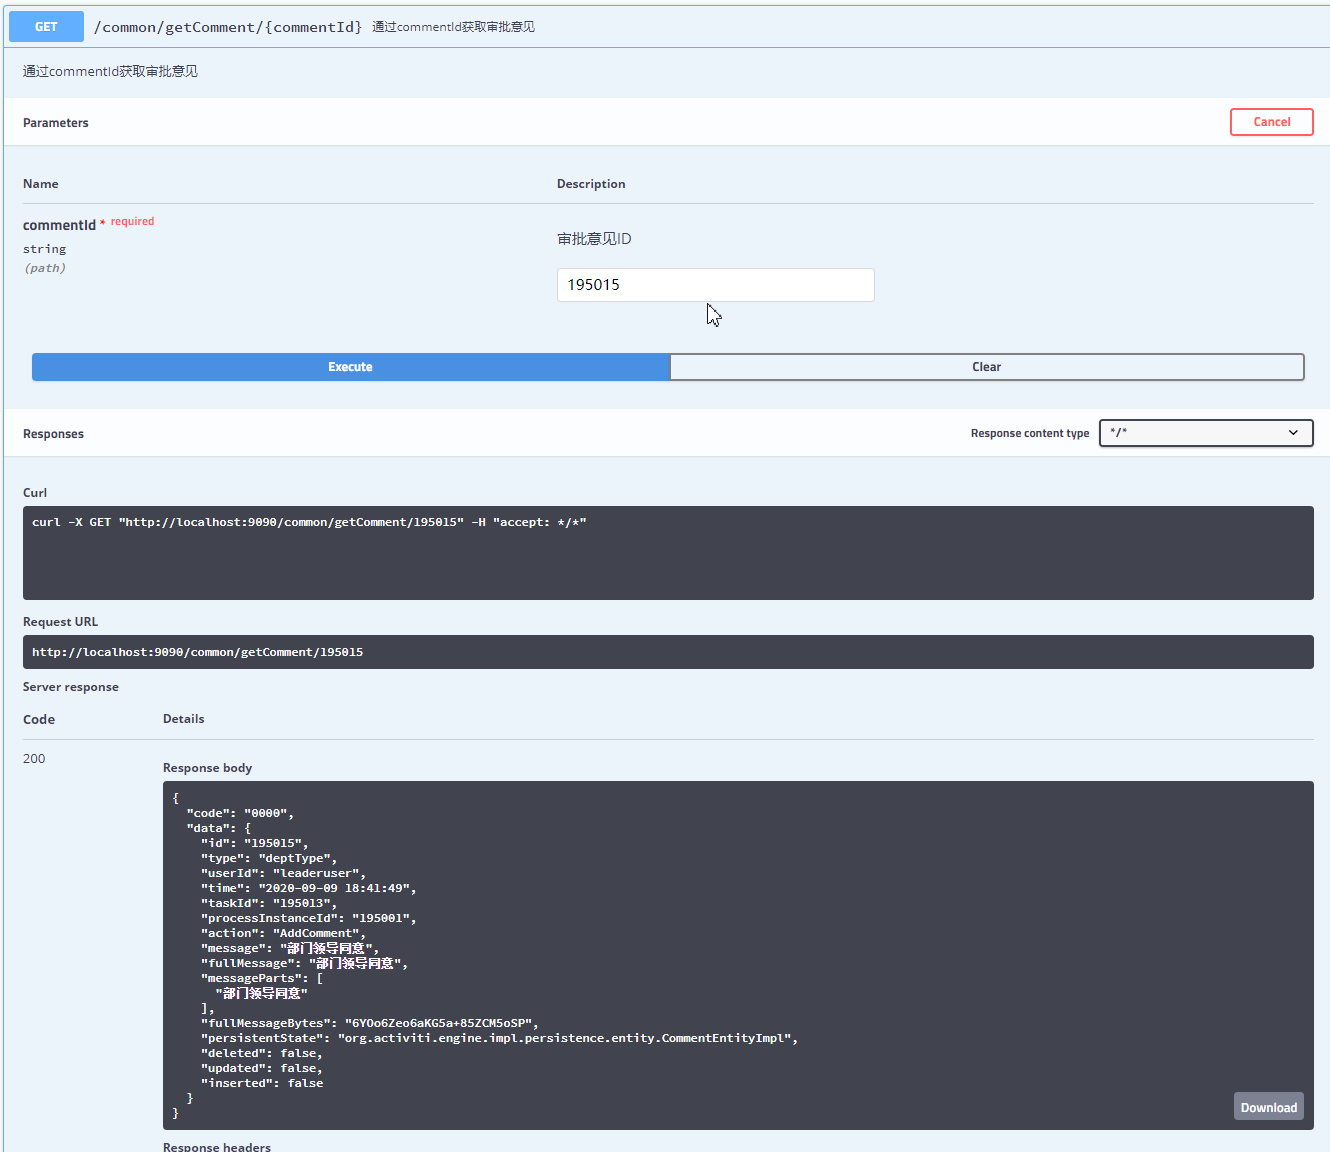 GET /common/getComment/{commentId} 通过commentId获取审批意见
通过commentId获取审批意见
Parameters
Cancel
Name Description
commentId * required
string
(path)
审批意见ID
195015
Execute
Clear
Responses
Response content type */*
Curl
curl -X GET "http://localhost:9090/common/getComment/195015" -H "accept: */*"
Request URL
http://localhost:9090/common/getComment/195015
Server response
Code Details
200
Response body
{
  "code": "0000",
  "data": {
    "id": "195015",
    "type": "deptType",
    "userId": "leaderuser",
    "time": "2020-09-09 18:41:49",
    "taskId": "195013",
    "processInstanceId": "195001",
    "action": "AddComment",
    "message": "部门领导同意",
    "fullMessage": "部门领导同意",
    "messageParts": [
      "部门领导同意"
    ],
    "fullMessageBytes": "6YOo6Zeo6aKG5a+85ZCM5oSP",
    "persistentState": "org.activiti.engine.impl.persistence.entity.CommentEntityImpl",
    "deleted": false,
    "updated": false,
    "inserted": false
  }
}
Download
Response headers